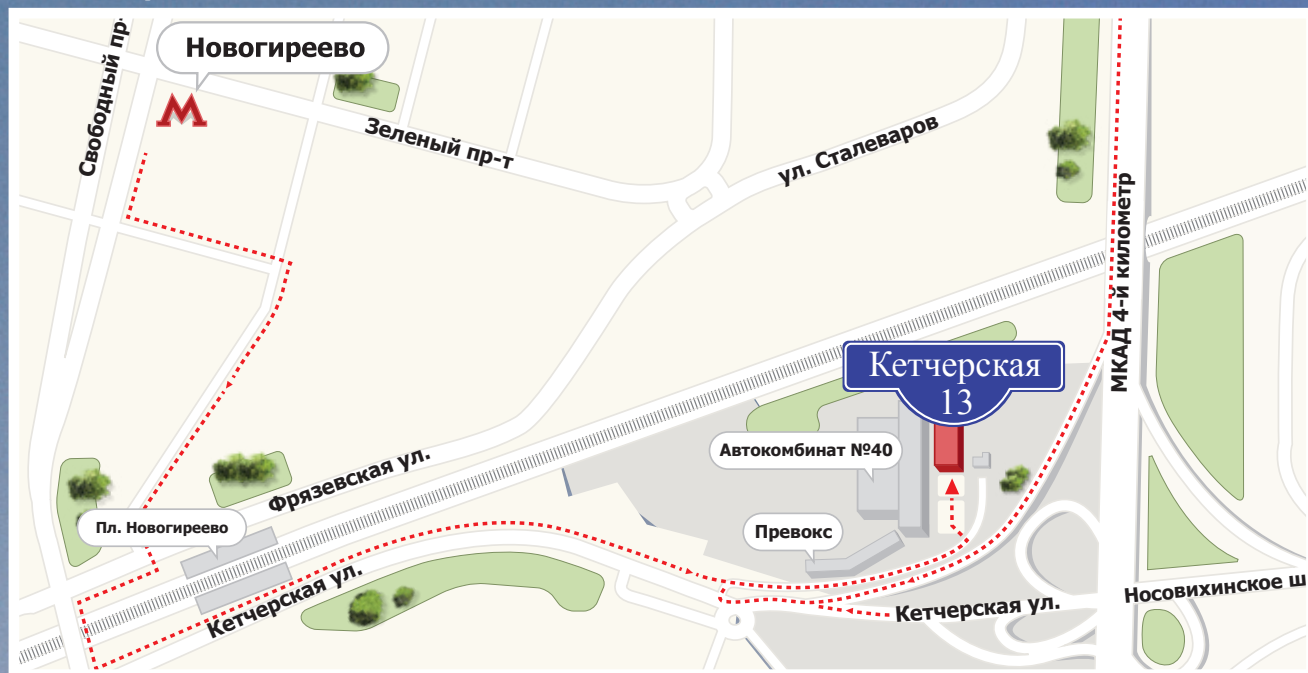 Новогиреево
Свободный пр-
Зеленый пр-т
ул. Сталеваров
МКАД 4-й километр
Кетчерская
13
Автокомбинат №40
Фрязевская ул.
Пл. Новогиреево
Превокс
Кетчерская ул.
Кетчерская ул.
Носовихинское ш